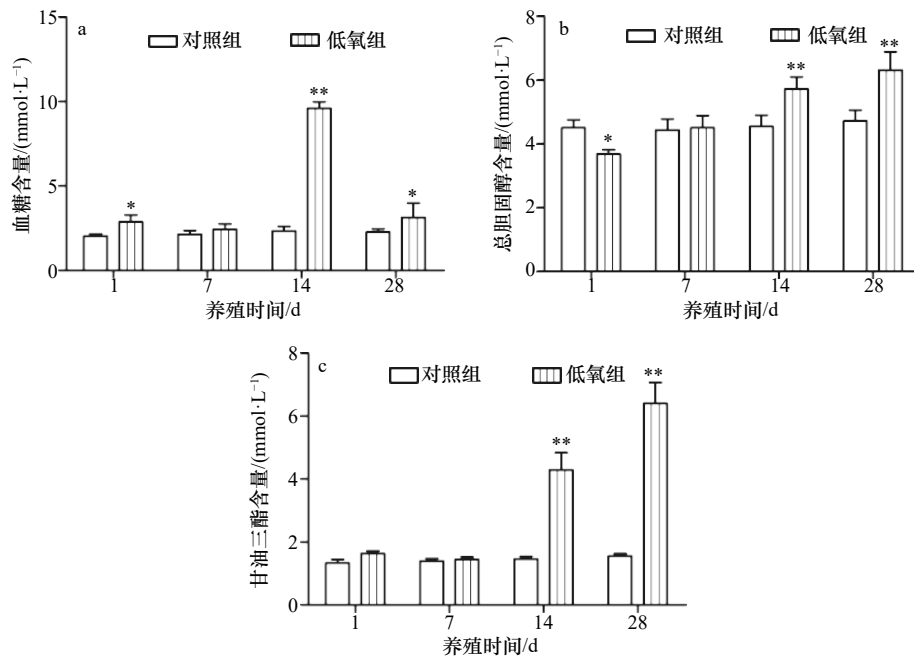 a
对照组 低氧组
血糖含量/(mmol·L⁻¹)
15
10
5
0
*
**
*
1 7 14 28
养殖时间/d
b
对照组 低氧组
总胆固醇含量/(mmol·L⁻¹)
8
6
4
2
0
*
**
**
1 7 14 28
养殖时间/d
c
对照组 低氧组
甘油三酯含量/(mmol·L⁻¹)
8
6
4
2
0
**
**
1 7 14 28
养殖时间/d